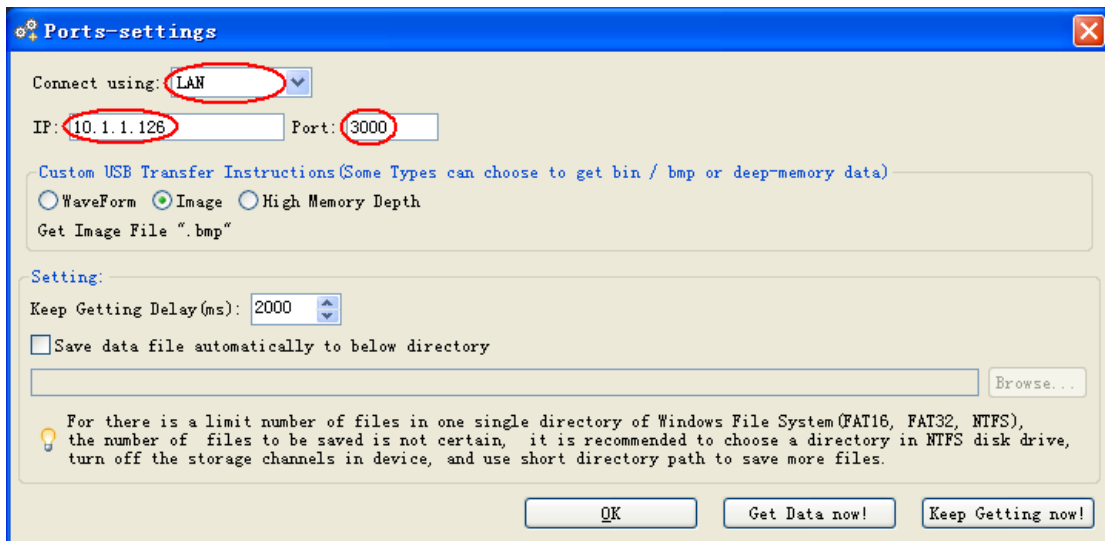 Ports-settings
Connect using: LAN
IP: 10.1.1.126 Port: 3000
Custom USB Transfer Instructions(Some Types can choose to get bin / bmp or deep-memory data)
WaveForm Image High Memory Depth
Get Image File ".bmp"
Setting:
Keep Getting Delay(ms): 2000
Save data file automatically to below directory
Browse...
For there is a limit number of files in one single directory of Windows File System(FAT16, FAT32, NTFS),
the number of files to be saved is not certain, it is recommended to choose a directory in NTFS disk drive,
turn off the storage channels in device, and use short directory path to save more files.
OK Get Data now! Keep Getting now!